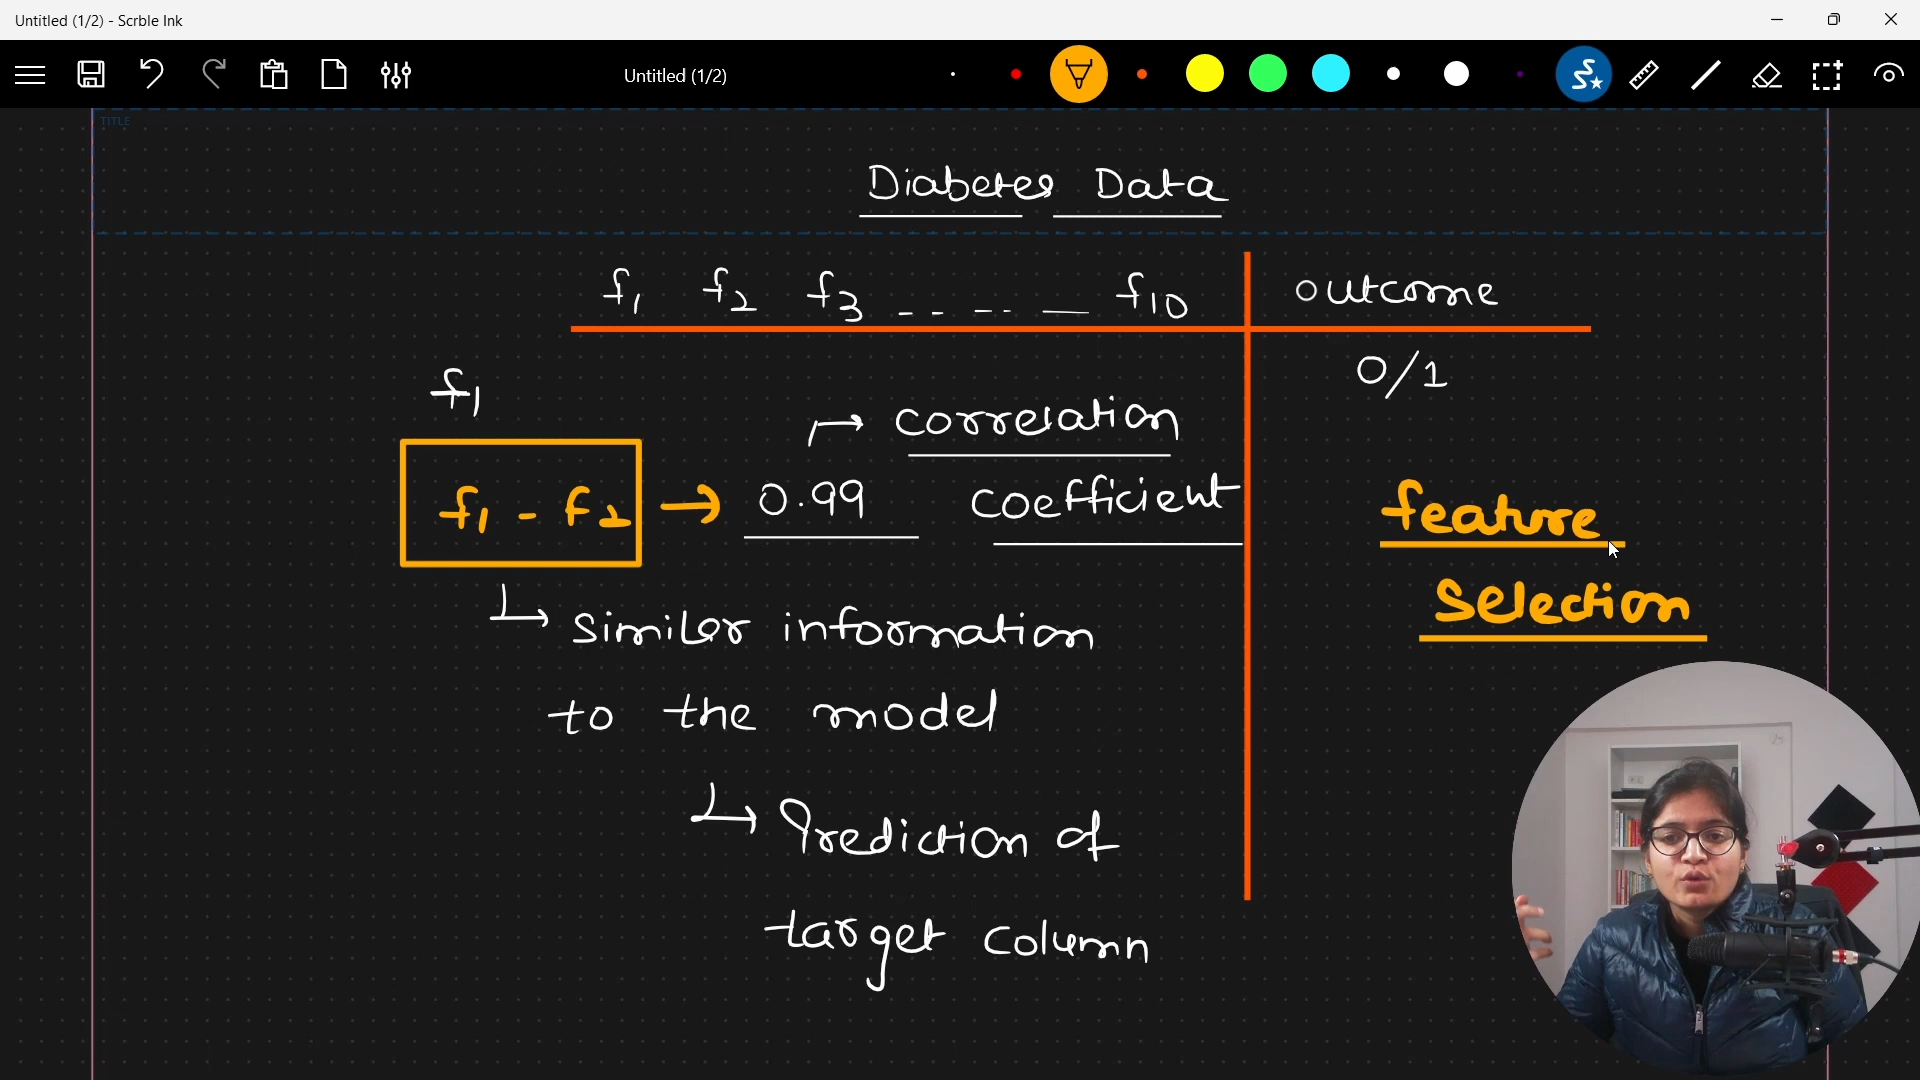 Untitled (1/2) - Scrble Ink
Untitled (1/2)
TITLE
Diabetes Data
f1 f2 f3 -- -- — f10 outcome
0/1
f1
correlation
f1 - f2 → 0.99 coefficient
feature
selection
similar information
to the model
Prediction of
target column